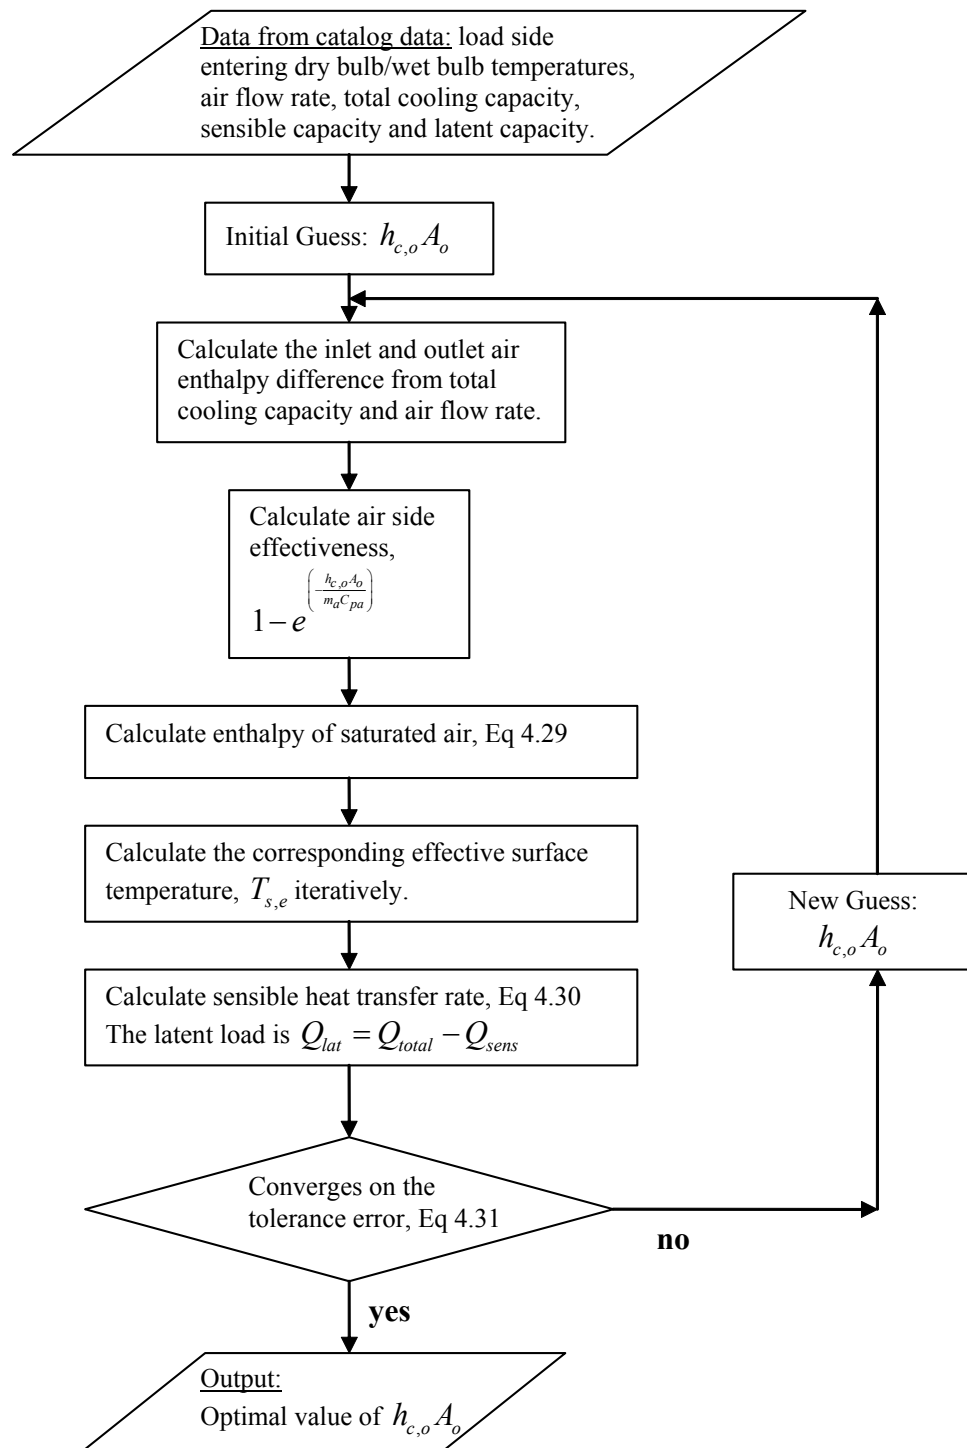 Data from catalog data: load side
entering dry bulb/wet bulb temperatures,
air flow rate, total cooling capacity,
sensible capacity and latent capacity.
Initial Guess: h_{c,o} A_o
Calculate the inlet and outlet air
enthalpy difference from total
cooling capacity and air flow rate.
Calculate air side
effectiveness,
1 − e^{(−\frac{h_{c,o} A_o}{m_a C_{pa}})}
Calculate enthalpy of saturated air, Eq 4.29
Calculate the corresponding effective surface
temperature, T_{s,e} iteratively.
Calculate sensible heat transfer rate, Eq 4.30
The latent load is Q_{lat} = Q_{total} − Q_{sens}
Converges on the
tolerance error, Eq 4.31
no
New Guess:
h_{c,o} A_o
yes
Output:
Optimal value of h_{c,o} A_o